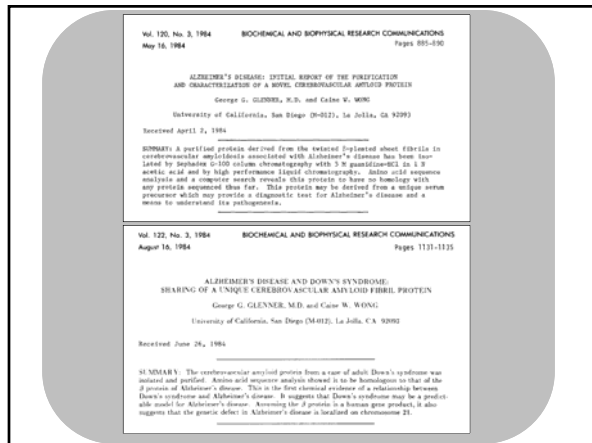 Vol. 120, No. 3, 1984 BIOCHEMICAL AND BIOPHYSICAL RESEARCH COMMUNICATIONS
May 16, 1984 Pages 885-890
ALZHEIMER'S DISEASE: INITIAL REPORT OF THE PURIFICATION
AND CHARACTERIZATION OF A NOVEL CEREBROVASCULAR AMYLOID PROTEIN
George G. GLENNER, M.D. and Caine W. WONG
University of California, San Diego (M-012), La Jolla, CA 92093
Received April 2, 1984
SUMMARY: A purified protein derived from the twisted β-pleated sheet fibrils in
cerebrovascular amyloidosis associated with Alzheimer's disease has been iso-
lated by Sephadex G-100 column chromatography with 5 M guanidine-HCl in 1 N
acetic acid and by high performance liquid chromatography. Amino acid sequence
analysis and a computer search reveals this protein to have no homology with
any protein sequenced thus far. This protein may be derived from a unique serum
precursor which may provide a diagnostic test for Alzheimer's disease and a
means to understand its pathogenesis.
Vol. 122, No. 3, 1984 BIOCHEMICAL AND BIOPHYSICAL RESEARCH COMMUNICATIONS
August 16, 1984 Pages 1131-1135
ALZHEIMER'S DISEASE AND DOWN'S SYNDROME:
SHARING OF A UNIQUE CEREBROVASCULAR AMYLOID FIBRIL PROTEIN
George G. GLENNER, M.D. and Caine W. WONG
University of California, San Diego (M-012), La Jolla, CA 92093
Received June 26, 1984
SUMMARY: The cerebrovascular amyloid protein from a case of adult Down's syndrome was
isolated and purified. Amino acid sequence analysis showed is to be homologous to that of the
β protein of Alzheimer's disease. This is the first chemical evidence of a relationship between
Down's syndrome and Alzheimer's disease. It suggests that Down's syndrome may be a predict-
able model for Alzheimer's disease. Assuming the β protein is a human gene product, it also
suggests that the genetic defect in Alzheimer's disease is localized on chromosome 21.